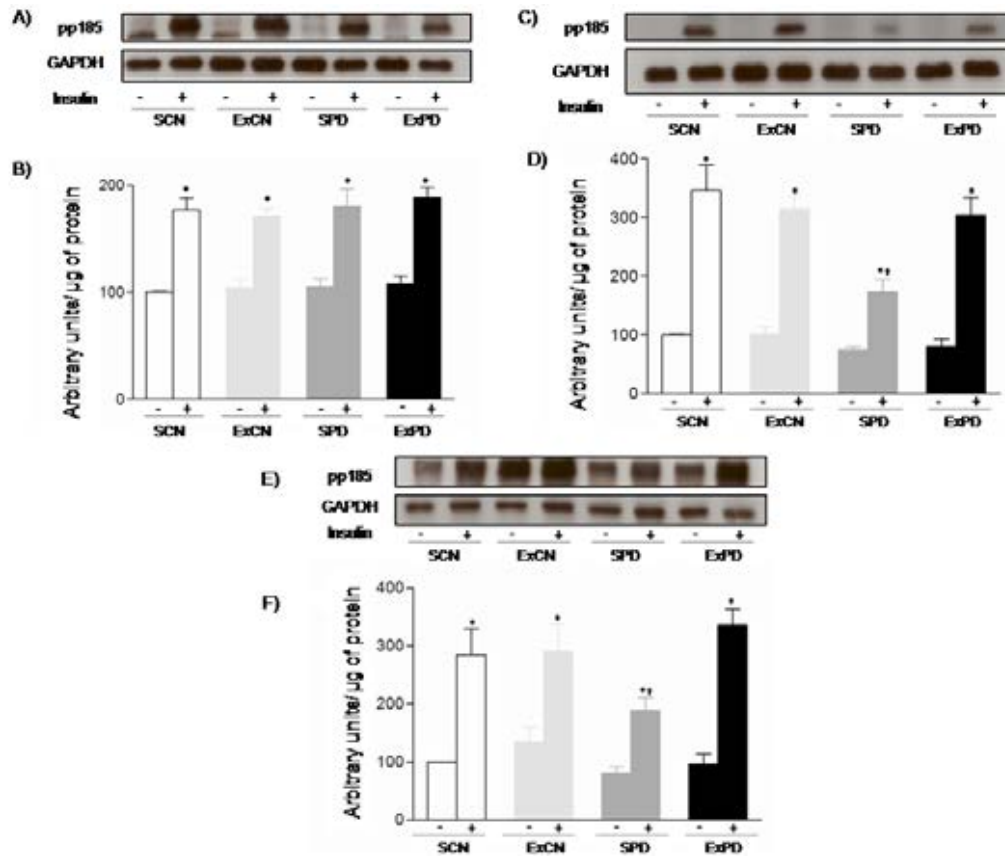 A)
pp185
GAPDH
Insulin - + - + - + - +
SCN ExCN SPD ExPD
B)
Arbitrary units/ µg of protein
200
100
0
* * * *
- + - + - + - +
SCN ExCN SPD ExPD
C)
pp185
GAPDH
Insulin - + - + - + - +
SCN ExCN SPD ExPD
D)
Arbitrary units/ µg of protein
400
300
200
100
0
* * *† *
- + - + - + - +
SCN ExCN SPD ExPD
E)
pp185
GAPDH
Insulin - + - + - + - +
SCN ExCN SPD ExPD
F)
Arbitrary units/ µg of protein
400
300
200
100
0
* * *† *
- + - + - + - +
SCN ExCN SPD ExPD